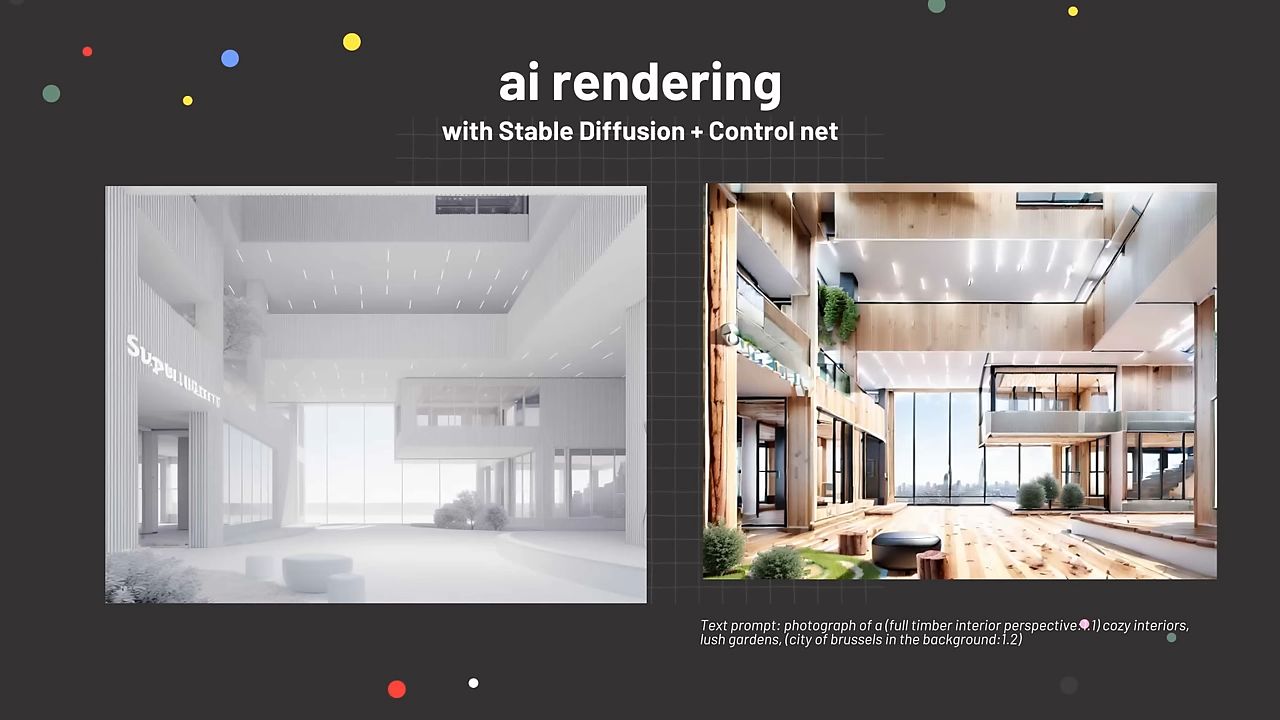 ai rendering
with Stable Diffusion + Control net
Text prompt: photograph of a (full timber interior perspective:1.1) cozy interiors,
lush gardens, (city of brussels in the background:1.2)